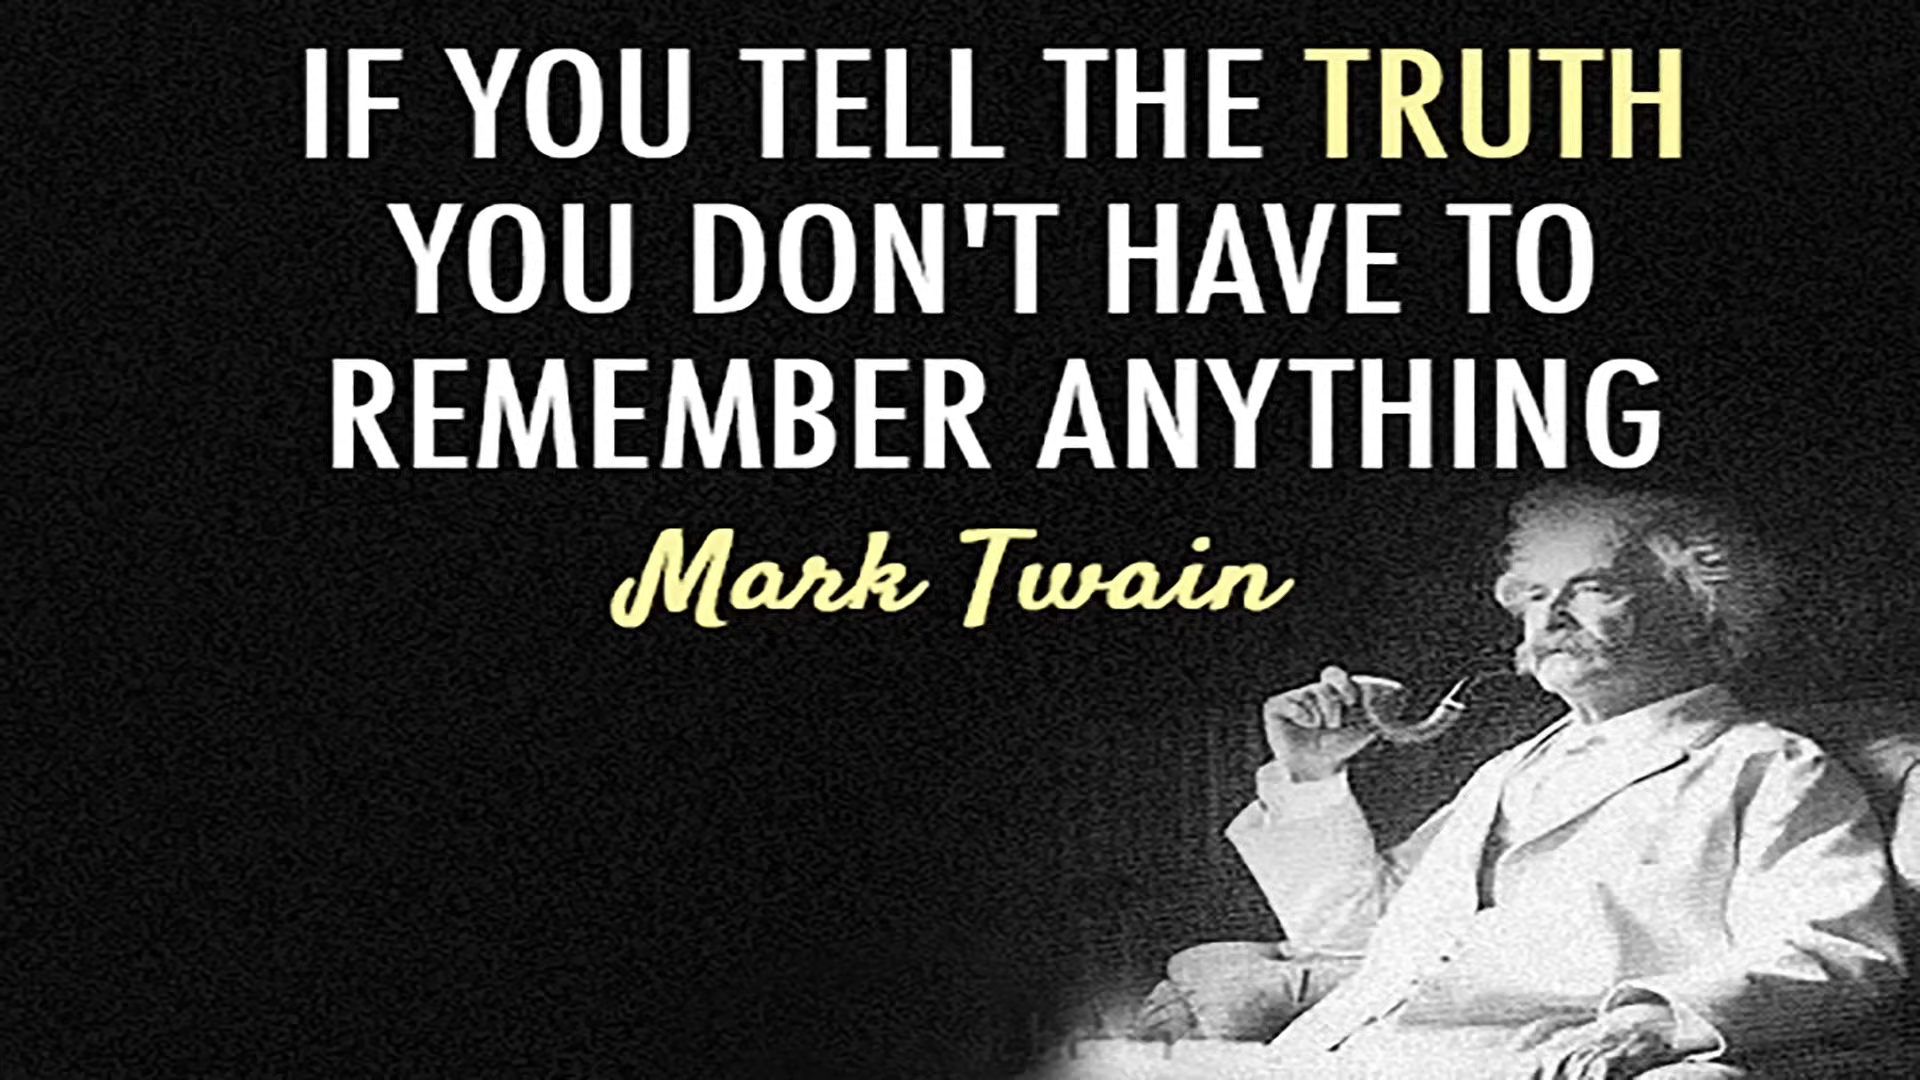 IF YOU TELL THE TRUTH
YOU DON'T HAVE TO
REMEMBER ANYTHING
Mark Twain